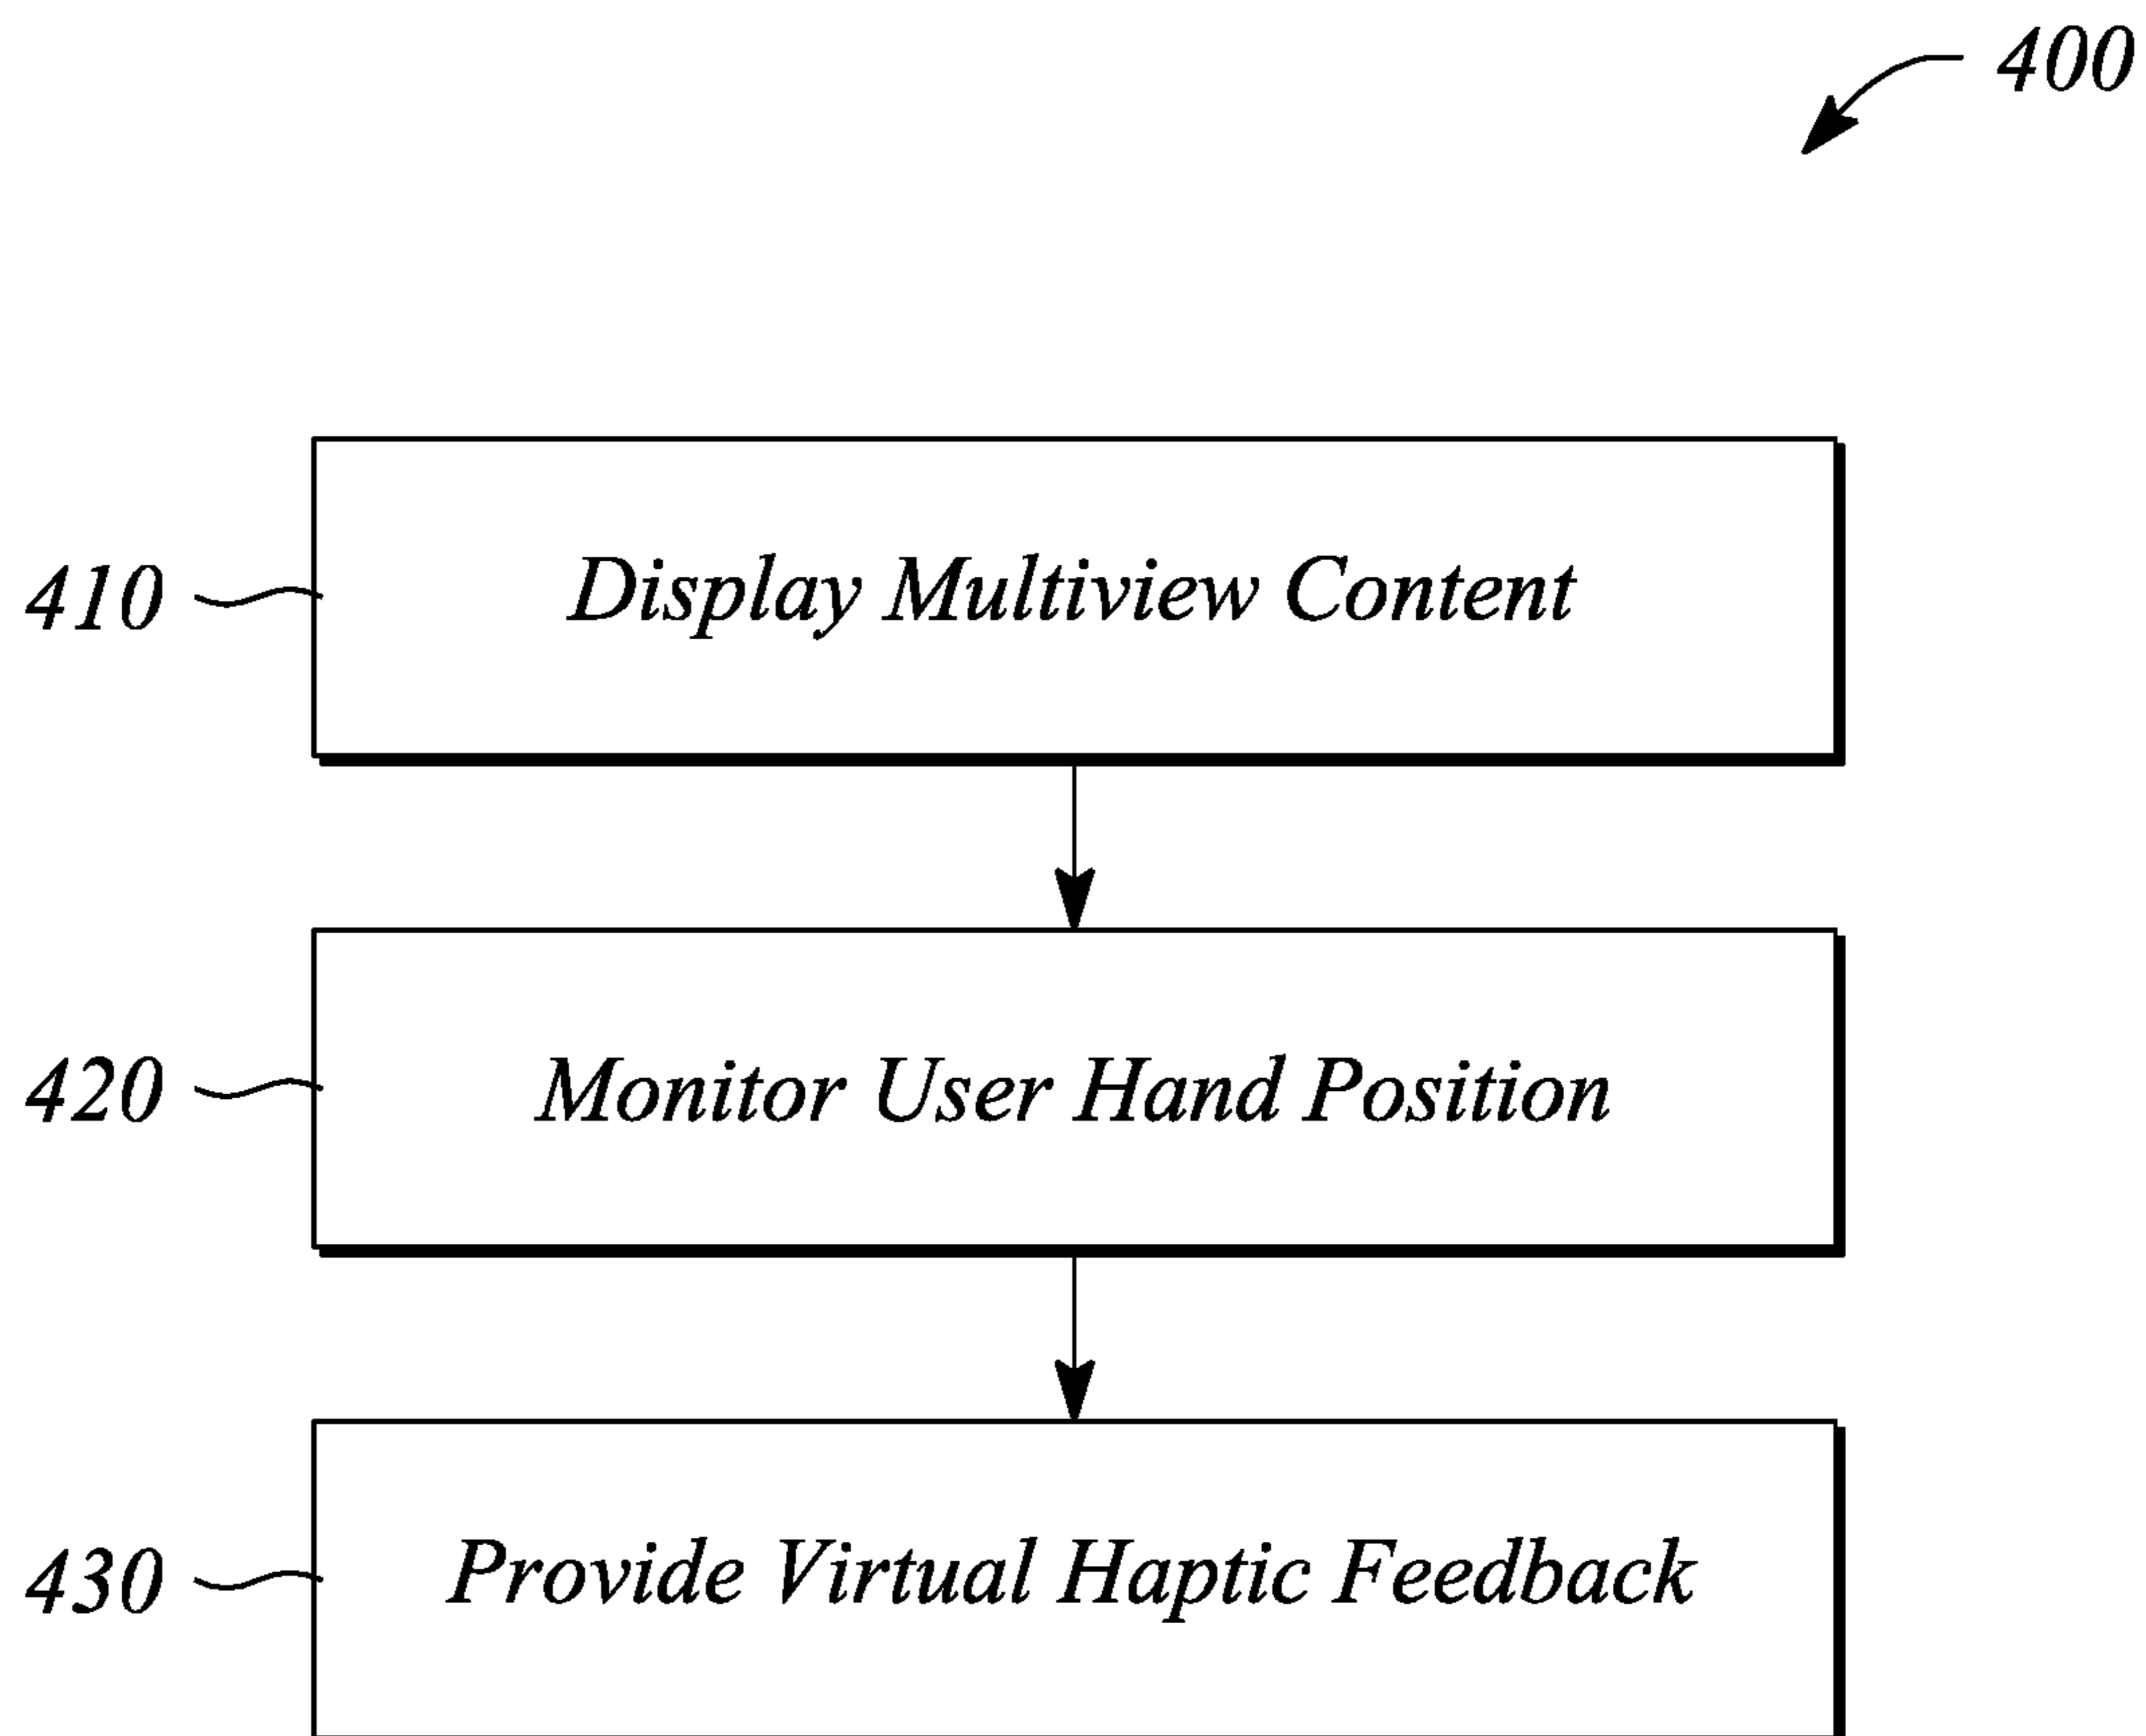 400
410 Display Multiview Content
420 Monitor User Hand Position
430 Provide Virtual Haptic Feedback